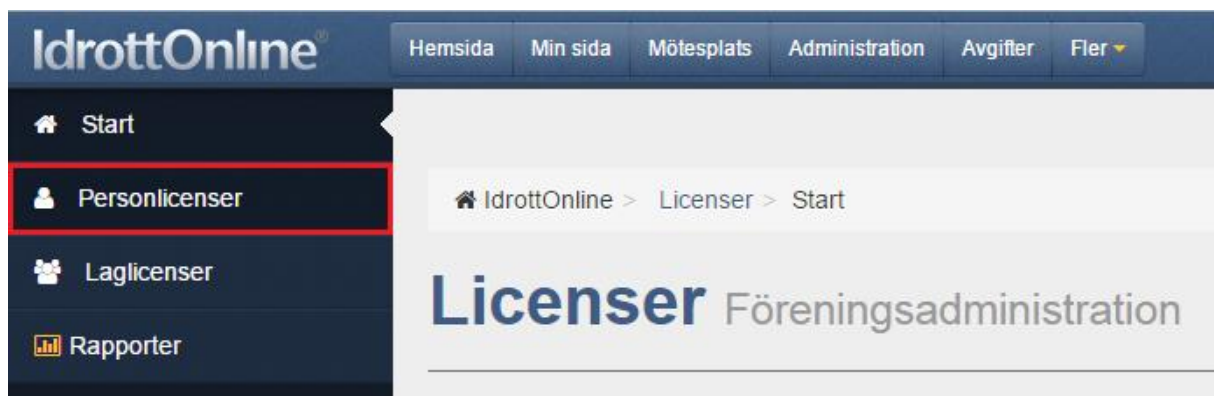 IdrottOnline® Hemsida Min sida Mötesplats Administration Avgifter Fler
Start
Personlicenser
Laglicenser
Rapporter
IdrottOnline > Licenser > Start
Licenser Föreningsadministration